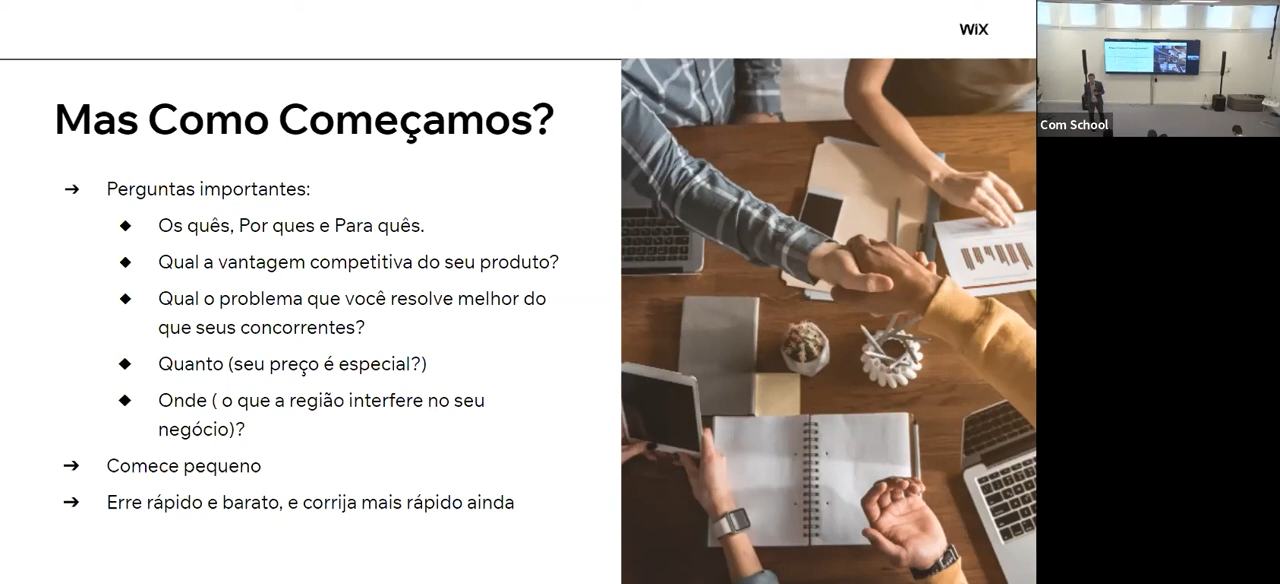 WiX
Mas Como Começamos?
➔ Perguntas importantes:
◆ Os quês, Por ques e Para quês.
◆ Qual a vantagem competitiva do seu produto?
◆ Qual o problema que você resolve melhor do
que seus concorrentes?
◆ Quanto (seu preço é especial?)
◆ Onde ( o que a região interfere no seu
negócio)?
➔ Comece pequeno
➔ Erre rápido e barato, e corrija mais rápido ainda
Com School